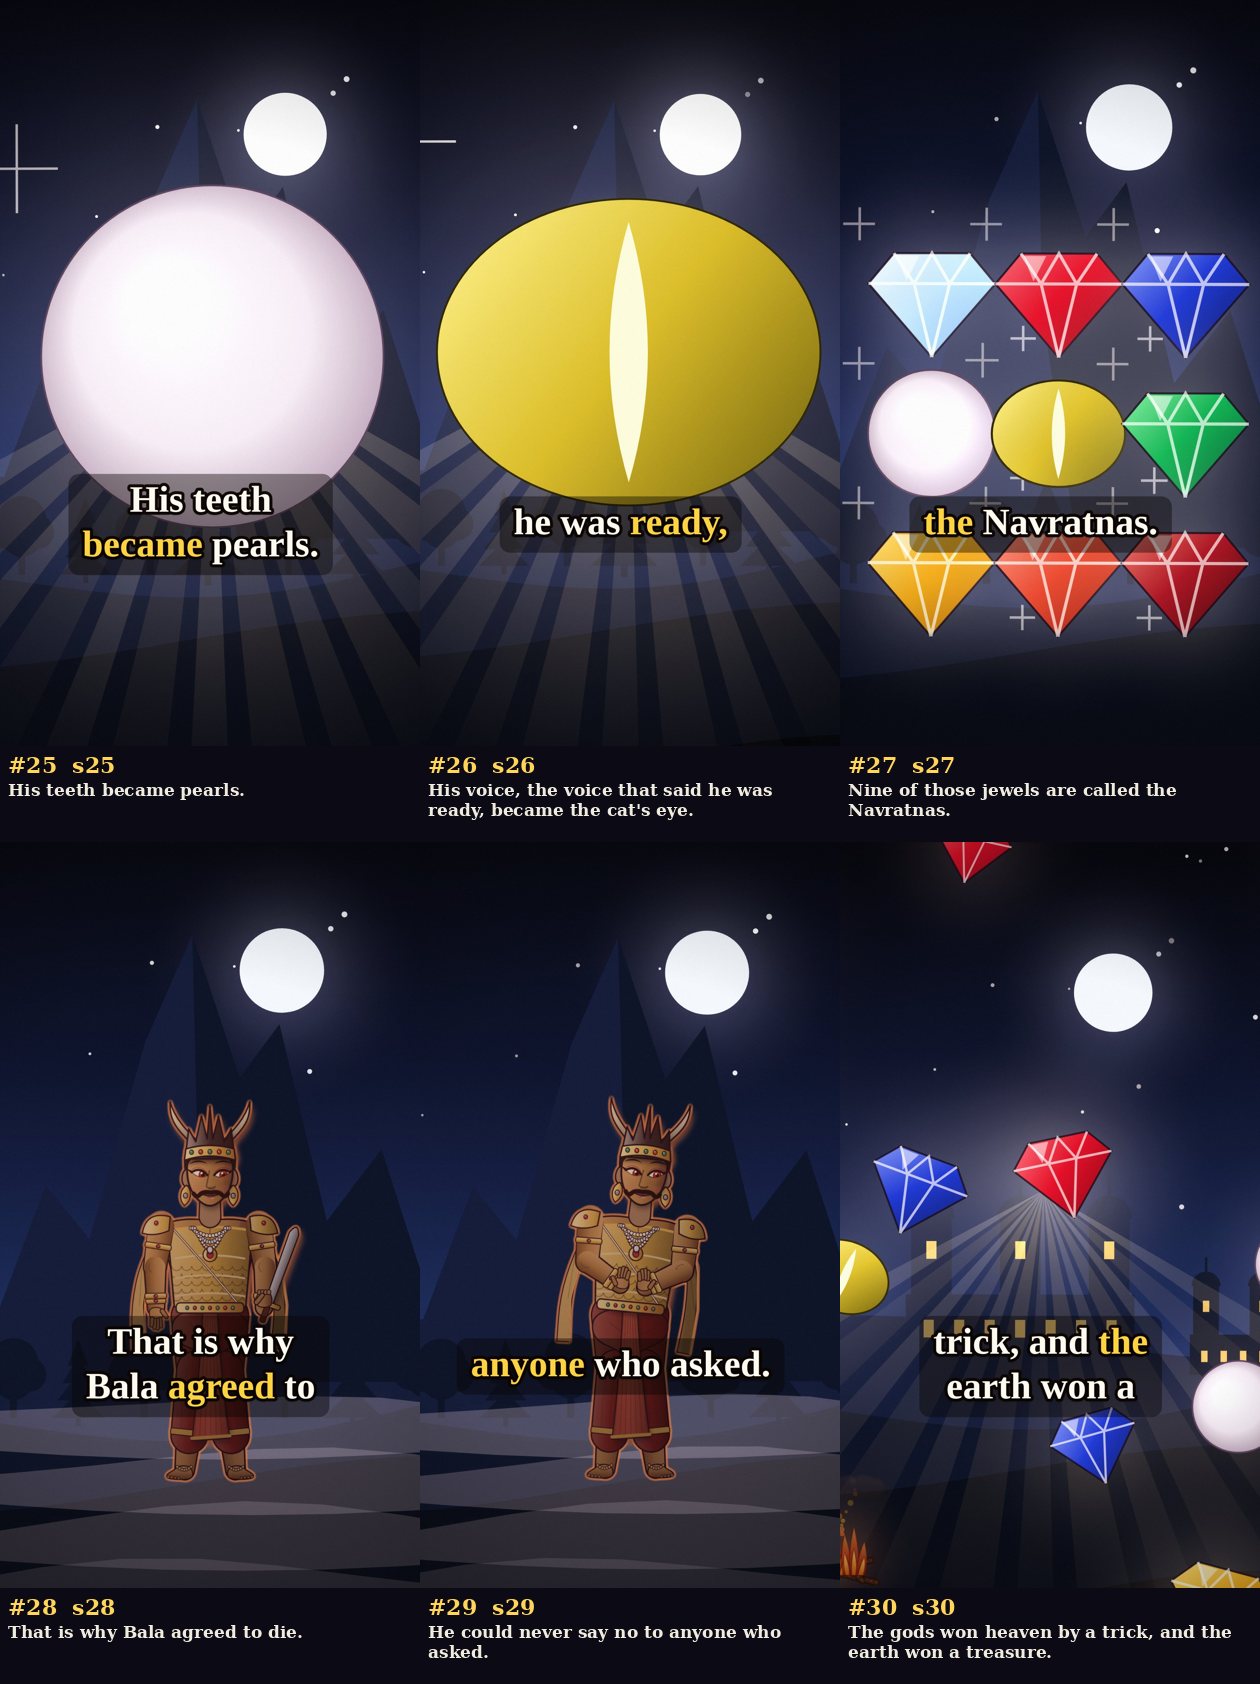 His teeth
became pearls.
he was ready,
the Navratnas.
#25 s25
His teeth became pearls.
#26 s26
His voice, the voice that said he was
ready, became the cat's eye.
#27 s27
Nine of those jewels are called the
Navratnas.
That is why
Bala agreed to
anyone who asked.
trick, and the
earth won a
#28 s28
That is why Bala agreed to die.
#29 s29
He could never say no to anyone who
asked.
#30 s30
The gods won heaven by a trick, and the
earth won a treasure.